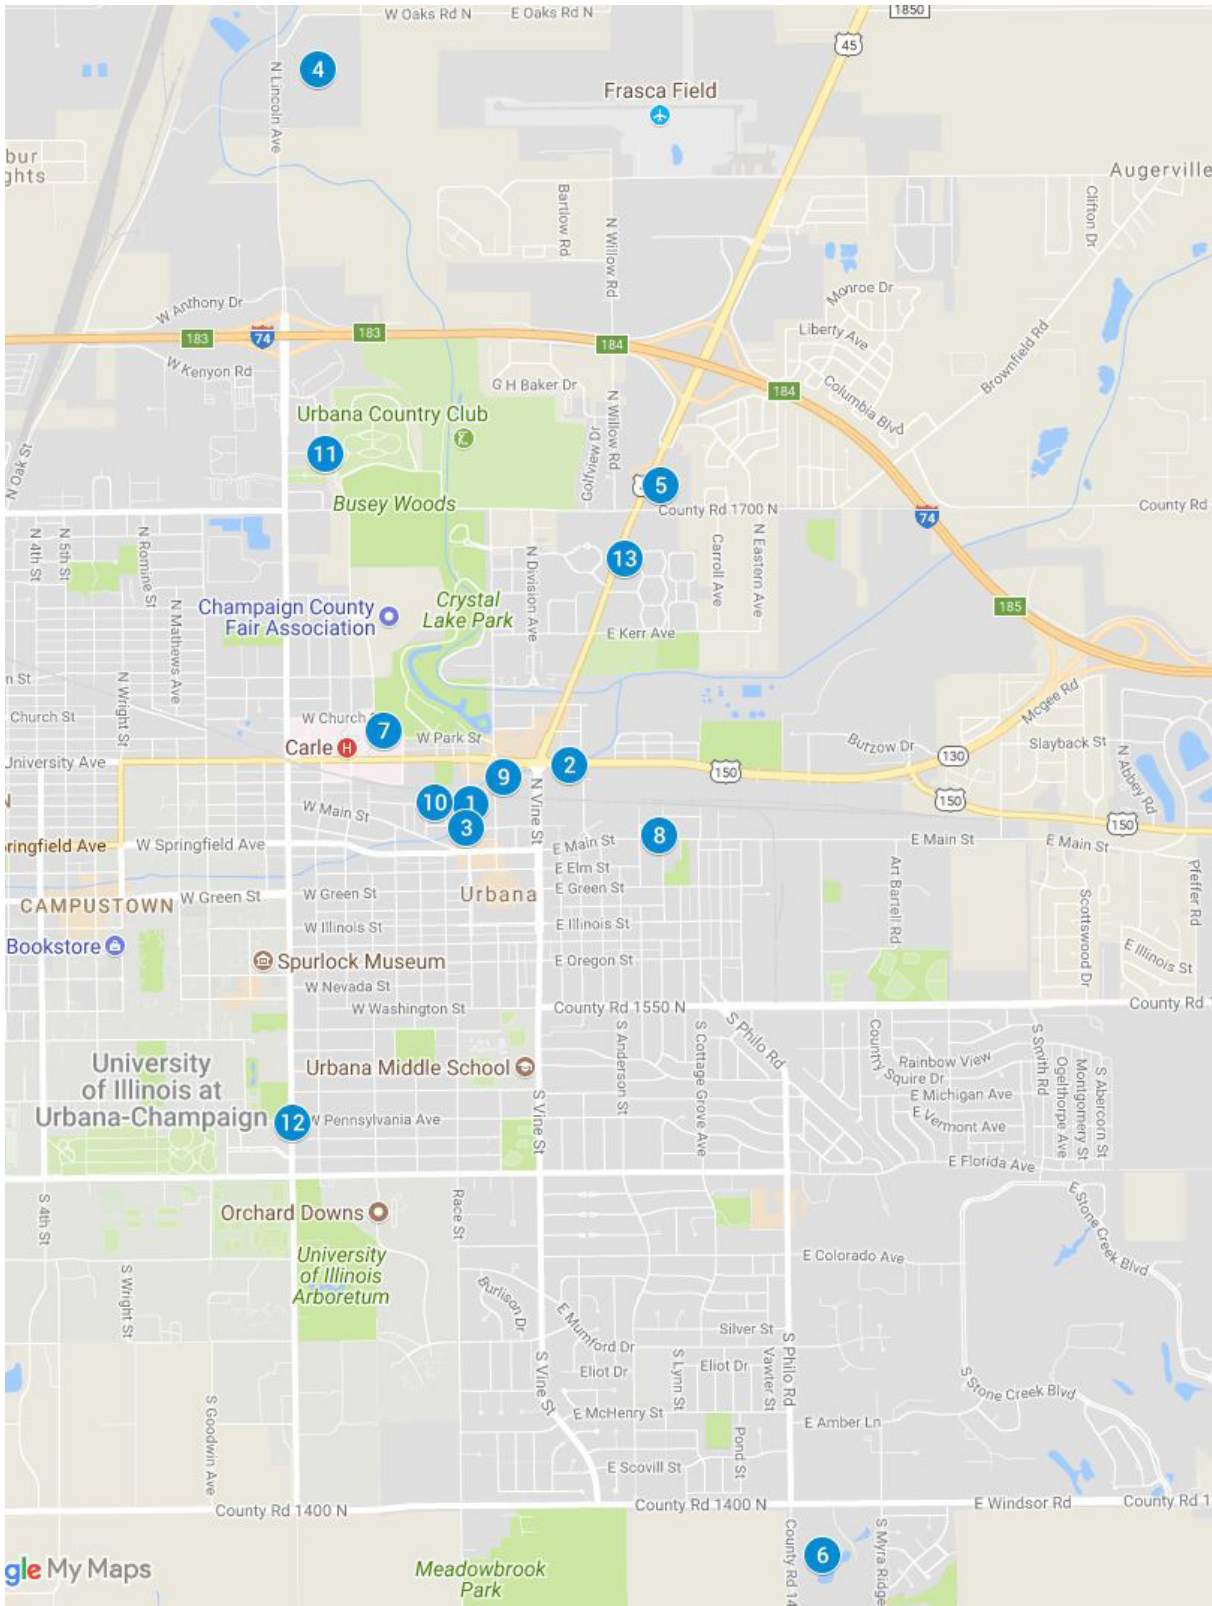 1850
W Oaks Rd N
E Oaks Rd N
45
4
N Lincoln Ave
Frasca Field
bur
ghts
Augerville
Bartlow Rd
N Willow Rd
Clifton Dr
Monroe Dr
W Anthony Dr
Liberty Ave
183
74
183
184
Brownfield Rd
W Kenyon Rd
G H Baker Dr
184
Columbia Blvd
Urbana Country Club
N Willow Rd
Golfview Dr
11
N Oak St
5
Busey Woods
County Rd 1700 N
County Rd
74
N 4th St
N 5th St
N Romine St
N Division Ave
13
Carroll Ave
N Eastern Ave
Crystal
Lake Park
Champaign County
Fair Association
N Mathews Ave
185
E Kerr Ave
n St
N Wright St
Church St
W Church
7
Mcgee Rd
W Park St
Carle
H
Slayback St
Burzow Dr
130
N Abbey Rd
University Ave
2
150
9
150
N
10
1
W Main St
N Vine St
3
8
150
ringfield Ave
W Springfield Ave
E Main St
E Main St
E Main St
E Elm St
E Green St
Art Bartell Rd
Pfeffer Rd
W Green St
W Green St
Urbana
CAMPUSTOWN
Scottswood Dr
W Illinois St
E Illinois St
E Illinois St
Bookstore
Spurlock Museum
E Oregon St
W Nevada St
W Washington St
County Rd 1550 N
County Rd 1
S Philo Rd
S Anderson St
S Cottage Grove Ave
County Squire Dr
Rainbow View
S Smith Rd
Ogelthorpe Ave
Montgomery St
S Abercorn St
University
of Illinois at
Urbana-Champaign
Urbana Middle School
E Michigan Ave
E Vermont Ave
12
W Pennsylvania Ave
S Vine St
E Florida Ave
S 4th St
Race St
Orchard Downs
E Stone Creek Blvd
University
of Illinois
Arboretum
E Colorado Ave
S Wright St
Burlison Dr
E Mumford Dr
Silver St
S Philo Rd
S Vine St
Eliot Dr
S Lynn St
Eliot Dr
Vawter St
S Stone Creek Blvd
S Goodwin Ave
E McHenry St
E Amber Ln
Pond St
E Scovill St
County Rd 1400 N
County Rd 1400 N
E Windsor Rd
County Rd 1
County Rd 14
S Myra Ridge
6
gle My Maps
Meadowbrook
Park